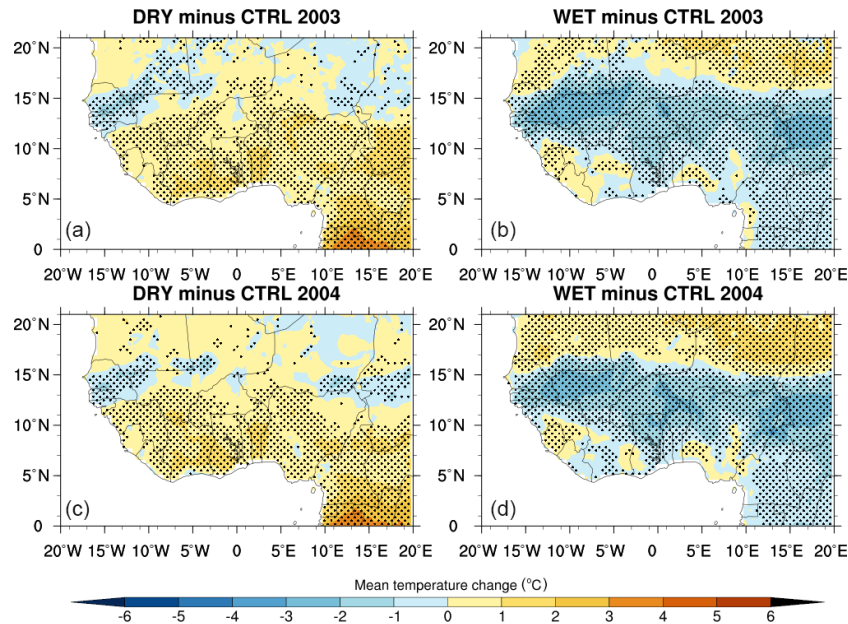 DRY minus CTRL 2003
WET minus CTRL 2003
20°N
15°N
10°N
5°N
0
(a)
20°W 15°W 10°W 5°W 0 5°E 10°E 15°E 20°E
20°N
15°N
10°N
5°N
0
(b)
20°W 15°W 10°W 5°W 0 5°E 10°E 15°E 20°E
DRY minus CTRL 2004
WET minus CTRL 2004
20°N
15°N
10°N
5°N
0
(c)
20°W 15°W 10°W 5°W 0 5°E 10°E 15°E 20°E
20°N
15°N
10°N
5°N
0
(d)
20°W 15°W 10°W 5°W 0 5°E 10°E 15°E 20°E
Mean temperature change (°C)
-6 -5 -4 -3 -2 -1 0 1 2 3 4 5 6